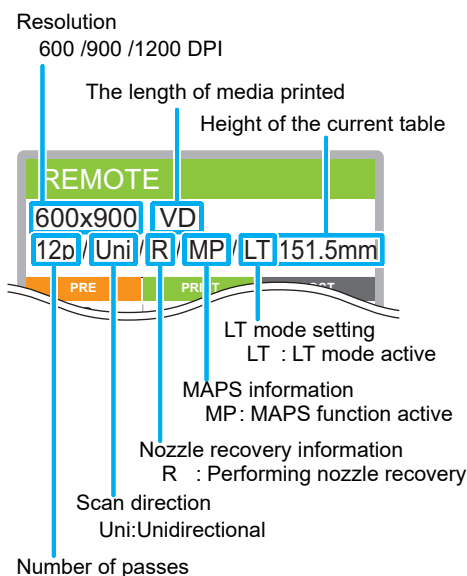 Resolution
600 /900 /1200 DPI
The length of media printed
Height of the current table
REMOTE
600x900 VD
12p/Uni/R/MP/LT 151.5mm
PRE PRINT
LT mode setting
LT : LT mode active
MAPS information
MP: MAPS function active
Nozzle recovery information
R : Performing nozzle recovery
Scan direction
Uni:Unidirectional
Number of passes